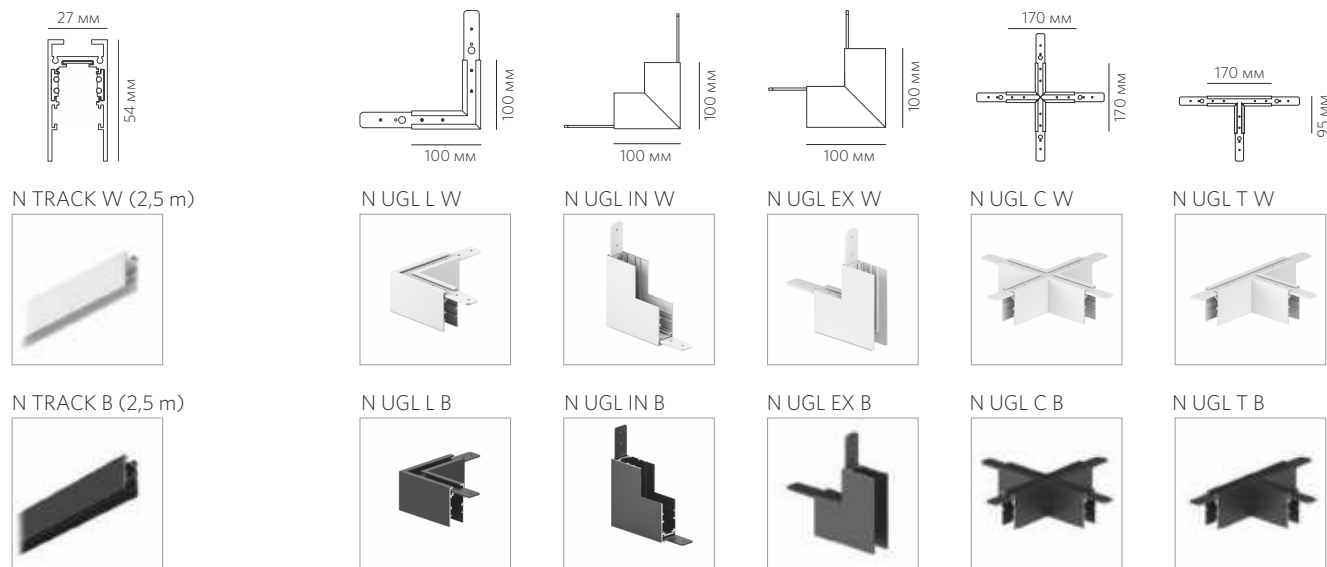 27 мм
54 мм
100 мм
100 мм
100 мм
100 мм
100 мм
100 мм
170 мм
170 мм
170 мм
95 мм
N TRACK W (2,5 m)
N UGL L W
N UGL IN W
N UGL EX W
N UGL C W
N UGL T W
N TRACK B (2,5 m)
N UGL L B
N UGL IN B
N UGL EX B
N UGL C B
N UGL T B